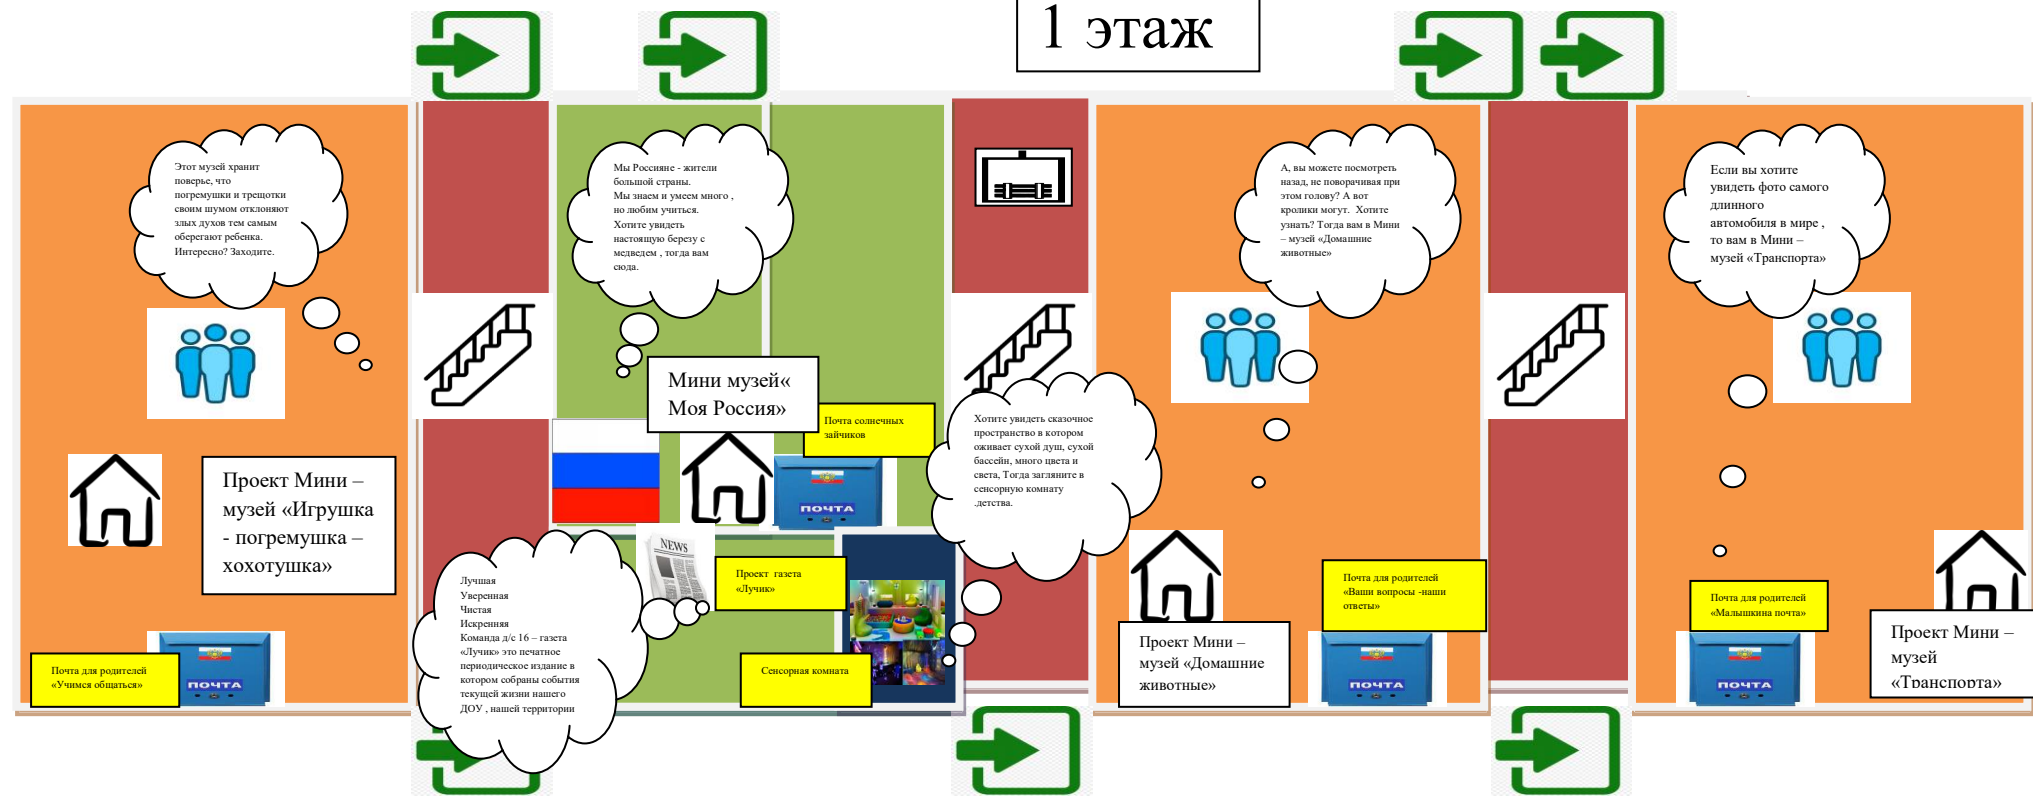 1 этаж
Этот музей хранит
поверье, что
погремушки и трещотки
своим шумом отклоняют
злых духов тем самым
оберегают ребенка.
Интересно? Заходите.
Проект Мини –
музей «Игрушка
- погремушка –
хохотушка»
Почта для родителей
«Учимся общаться»
ПОЧТА
Мы Россияне - жители
большой страны.
Мы знаем и умеем много ,
но любим учиться.
Хотите увидеть
настоящую березу с
медведем , тогда вам
сюда.
Мини музей«
Моя Россия»
Почта солнечных
зайчиков
ПОЧТА
NEWS
Проект  газета
«Лучик»
Лучшая
Уверенная
Чистая
Искренняя
Команда д/с 16 – газета
«Лучик» это печатное
периодическое издание в
котором собраны события
текущей жизни нашего
ДОУ , нашей территории
Сенсорная комната
Хотите увидеть сказочное
пространство в котором
оживает сухой душ, сухой
бассейн, много цвета и
света, Тогда загляните в
сенсорную комнату
.детства.
А, вы можете посмотреть
назад, не поворачивая при
этом голову? А вот
кролики могут.  Хотите
узнать? Тогда вам в Мини
– музей «Домашние
животные»
Проект Мини –
музей «Домашние
животные»
Почта для родителей
«Ваши вопросы -наши
ответы»
ПОЧТА
Если вы хотите
увидеть фото самого
длинного
автомобиля в мире ,
то вам в Мини –
музей «Транспорта»
Почта для родителей
«Малышкина почта»
ПОЧТА
Проект Мини –
музей
«Транспорта»